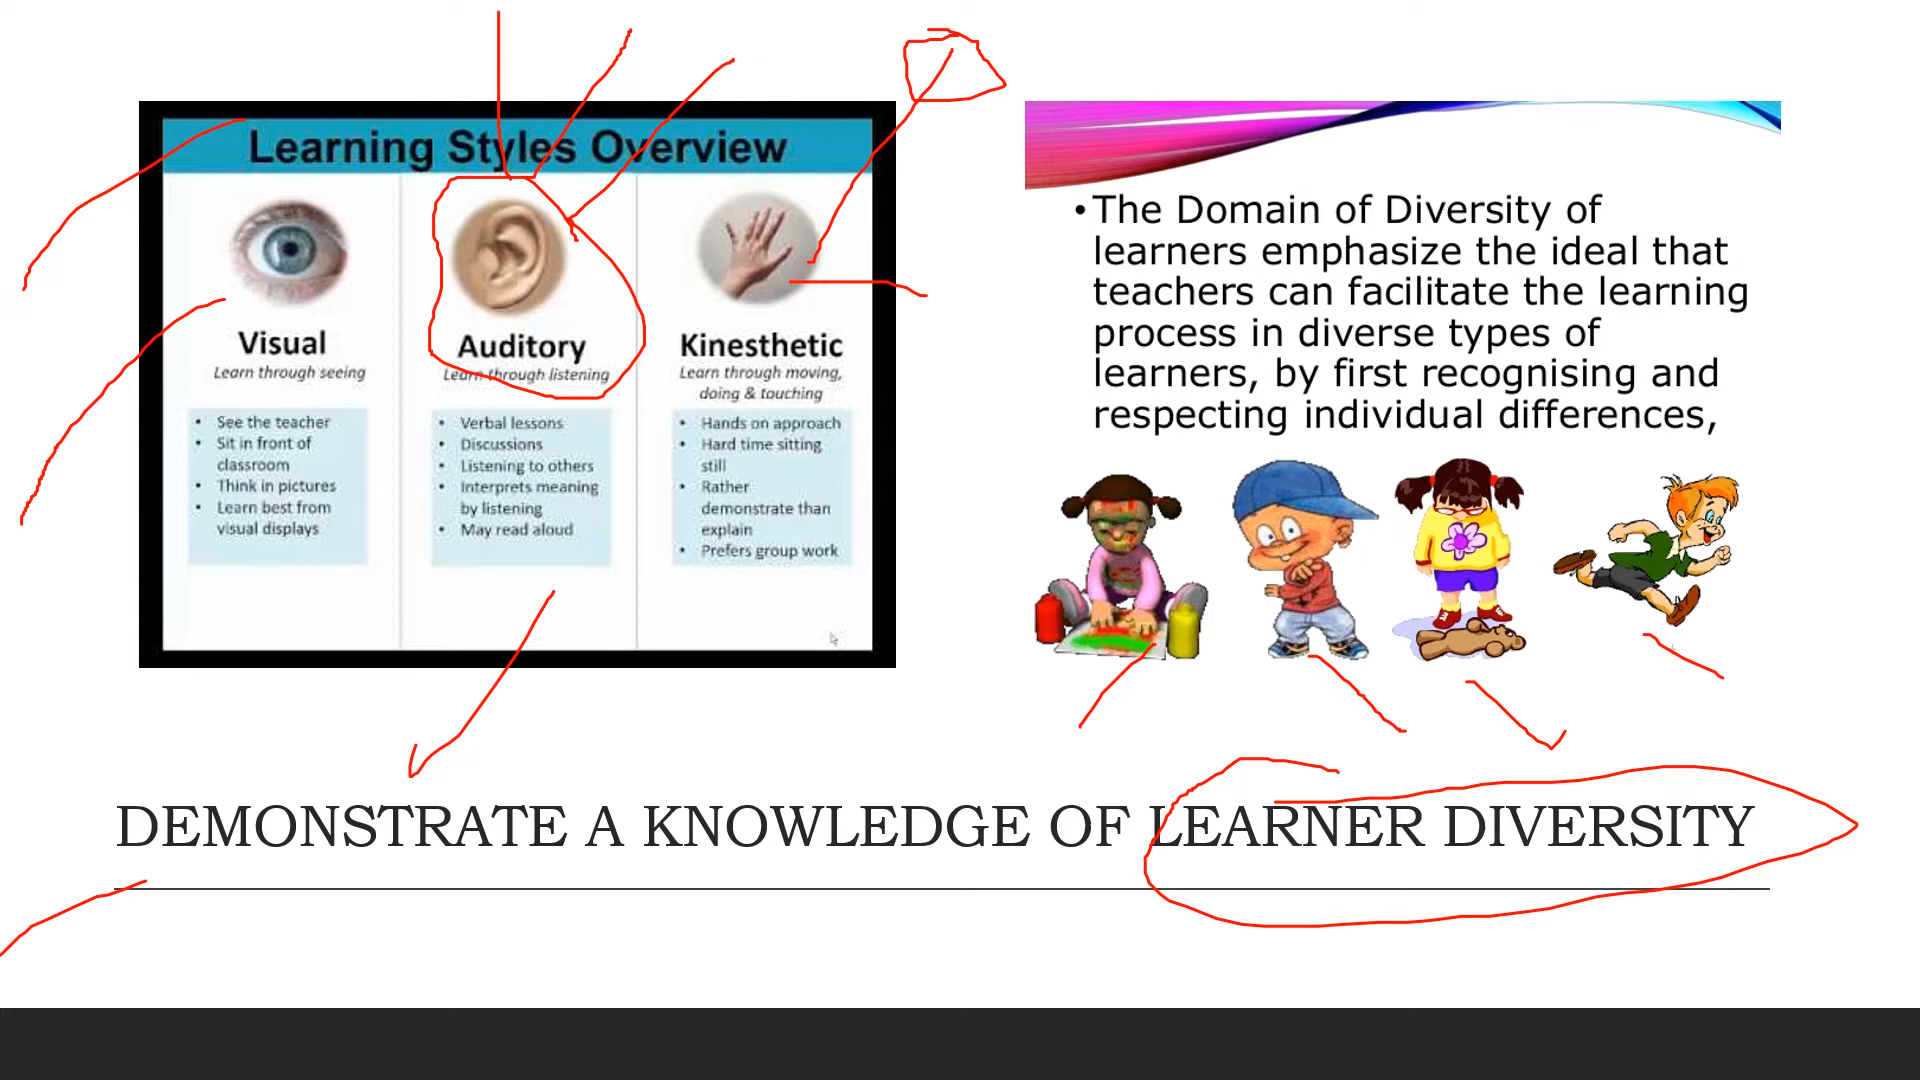 Learning Styles Overview
Visual
Learn through seeing
• See the teacher
• Sit in front of
classroom
• Think in pictures
• Learn best from
visual displays
Auditory
Learn through listening
• Verbal lessons
• Discussions
• Listening to others
• Interprets meaning
by listening
• May read aloud
Kinesthetic
Learn through moving,
doing & touching
• Hands on approach
• Hard time sitting
still
• Rather
demonstrate than
explain
• Prefers group work
• The Domain of Diversity of
learners emphasize the ideal that
teachers can facilitate the learning
process in diverse types of
learners, by first recognising and
respecting individual differences,
DEMONSTRATE A KNOWLEDGE OF LEARNER DIVERSITY